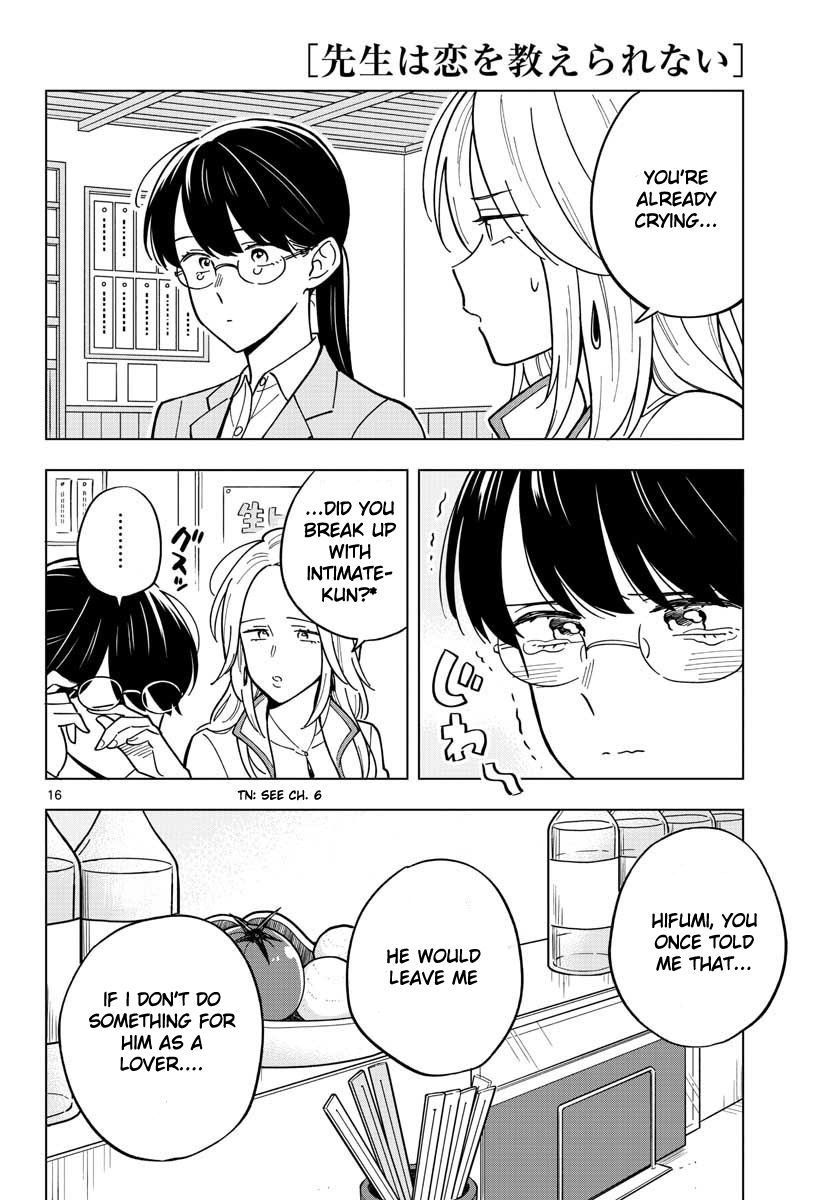 [先生は恋を教えられない]
YOU'RE
ALREADY
CRYING...
じわ〜
...DID YOU
BREAK UP
WITH
INTIMATE-
KUN?*
生ビ
グスッ
.........
16
TN: SEE CH. 6
HIFUMI, YOU
ONCE TOLD
ME THAT...
HE WOULD
LEAVE ME
IF I DON'T DO
SOMETHING FOR
HIM AS A
LOVER....